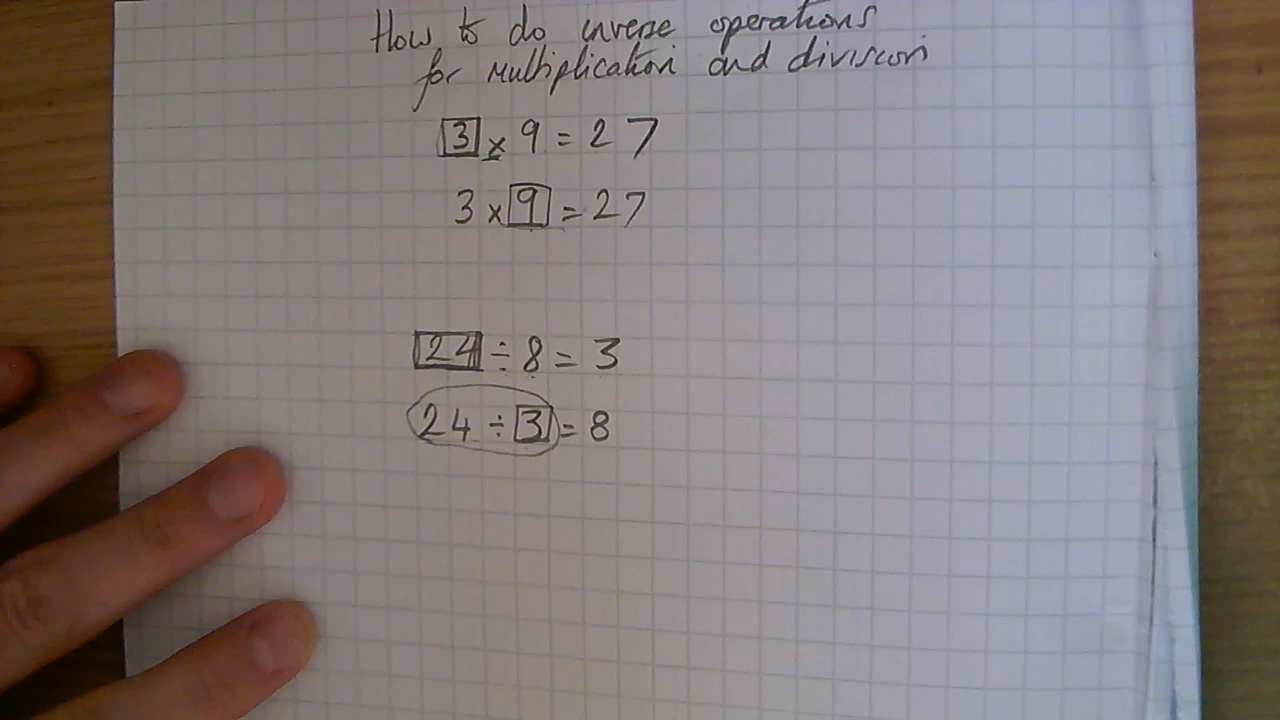 How to do inverse operations
for multiplication and division
3 × 9 = 27
3 × 9 = 27
24 ÷ 8 = 3
24 ÷ 3 = 8